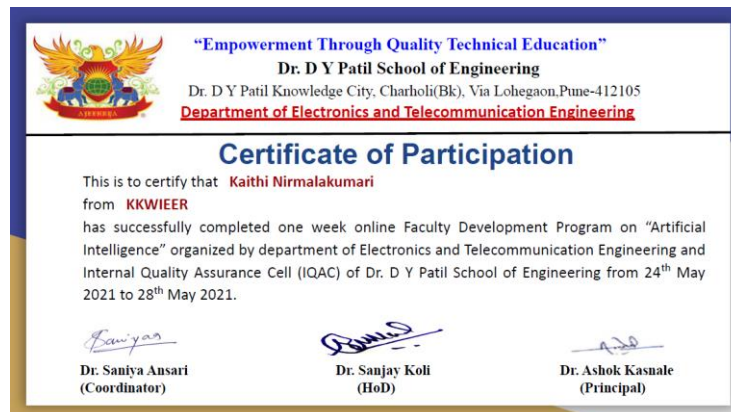 “Empowerment Through Quality Technical Education”
Dr. D Y Patil School of Engineering
Dr. D Y Patil Knowledge City, Charholi(Bk), Via Lohegaon,Pune-412105
Department of Electronics and Telecommunication Engineering
AJEENKYA
Certificate of Participation
This is to certify that Kaithi Nirmalakumari
from KKWIEER
has successfully completed one week online Faculty Development Program on “Artificial
Intelligence” organized by department of Electronics and Telecommunication Engineering and
Internal Quality Assurance Cell (IQAC) of Dr. D Y Patil School of Engineering from 24th May
2021 to 28th May 2021.
Saniyas
Dr. Saniya Ansari
(Coordinator)
Dr. Sanjay Koli
(HoD)
Dr. Ashok Kasnale
(Principal)